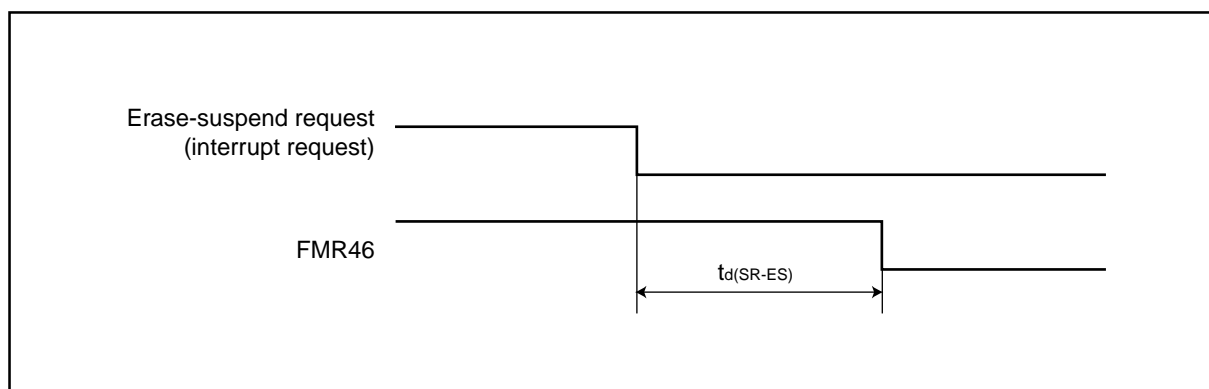 Erase-suspend request
(interrupt request)
FMR46
td(SR-ES)